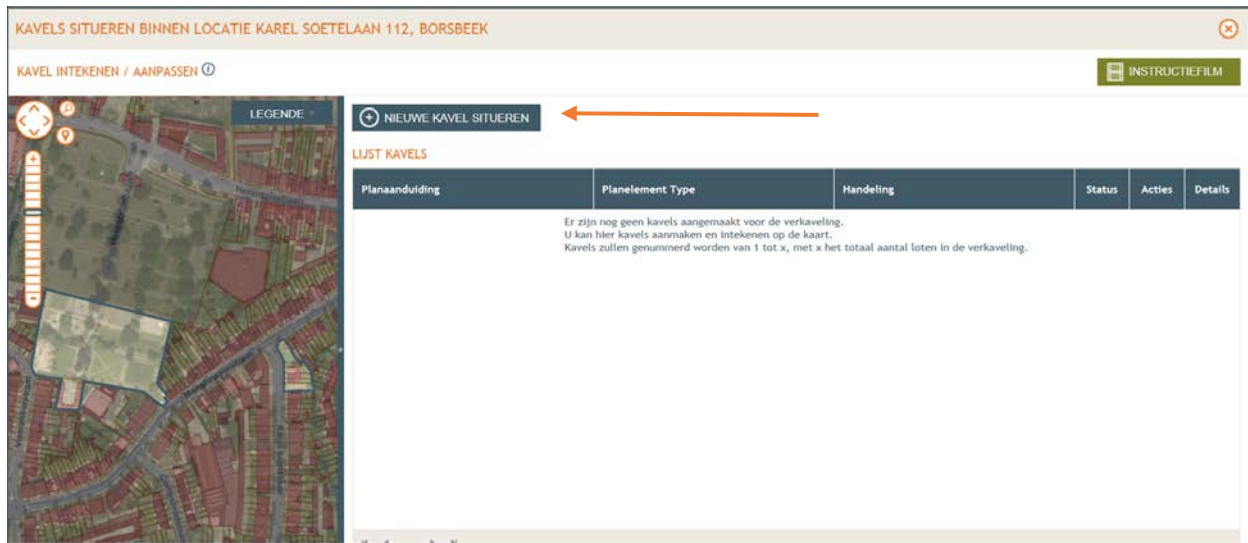 KAVELS SITUEREN BINNEN LOCATIE KAREL SOETELAAN 112, BORSBEEK
KAVEL INTEKENEN / AANPASSEN
INSTRUCTIEFILM
LEGENDE
NIEUWE KAVEL SITUEREN
LIJST KAVELS
Planaanduiding Planelement Type Handeling Status Acties Details
Er zijn nog geen kavels aangemaakt voor de verkaveling.
U kan hier kavels aanmaken en intekenen op de kaart.
Kavels zullen genummerd worden van 1 tot x, met x het totaal aantal loten in de verkaveling.